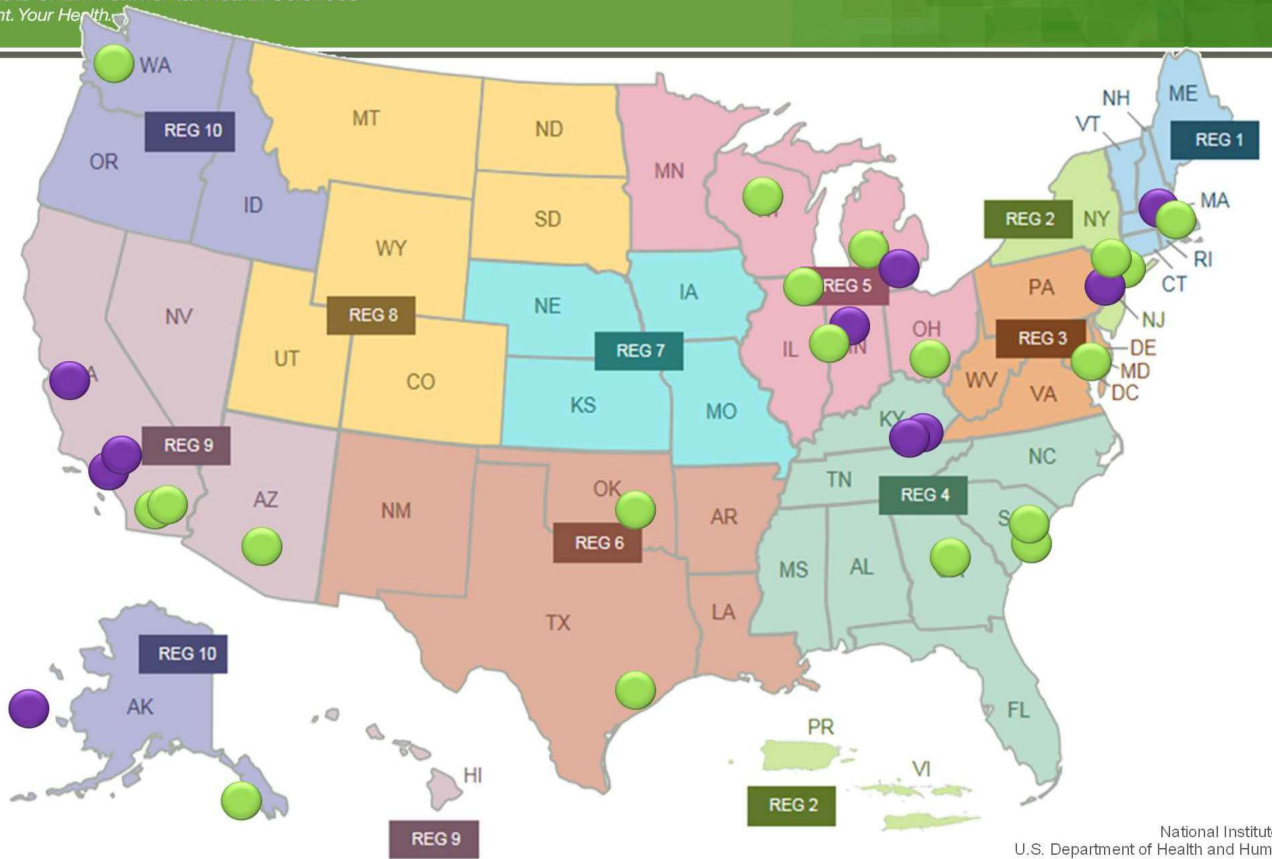 nt. Your Health.
WA
REG 10
OR
ID
MT
ND
SD
WY
REG 8
UT
CO
NV
REG 9
AZ
NM
NE
IA
REG 7
KS
MO
OK
REG 6
AR
TX
LA
MN
REG 5
IL
OH
KY
TN
REG 4
NC
MS
AL
FL
NH
VT
ME
REG 1
MA
RI
CT
REG 2
NY
PA
NJ
REG 3
DE
MD
DC
WV
VA
REG 10
AK
HI
REG 9
PR
VI
REG 2
National Institute
U.S. Department of Health and Hum